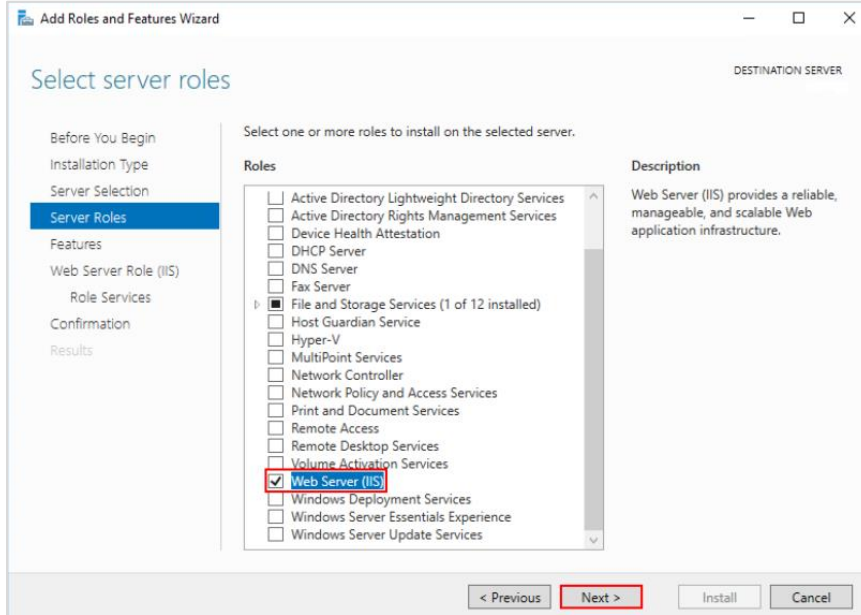 Add Roles and Features Wizard
Select server roles
DESTINATION SERVER
Before You Begin
Installation Type
Server Selection
Server Roles
Features
Web Server Role (IIS)
Role Services
Confirmation
Results
Select one or more roles to install on the selected server.
Roles
Active Directory Lightweight Directory Services
Active Directory Rights Management Services
Device Health Attestation
DHCP Server
DNS Server
Fax Server
File and Storage Services (1 of 12 installed)
Host Guardian Service
Hyper-V
MultiPoint Services
Network Controller
Network Policy and Access Services
Print and Document Services
Remote Access
Remote Desktop Services
Volume Activation Services
Web Server (IIS)
Windows Deployment Services
Windows Server Essentials Experience
Windows Server Update Services
Description
Web Server (IIS) provides a reliable,
manageable, and scalable Web
application infrastructure.
< Previous
Next >
Install
Cancel